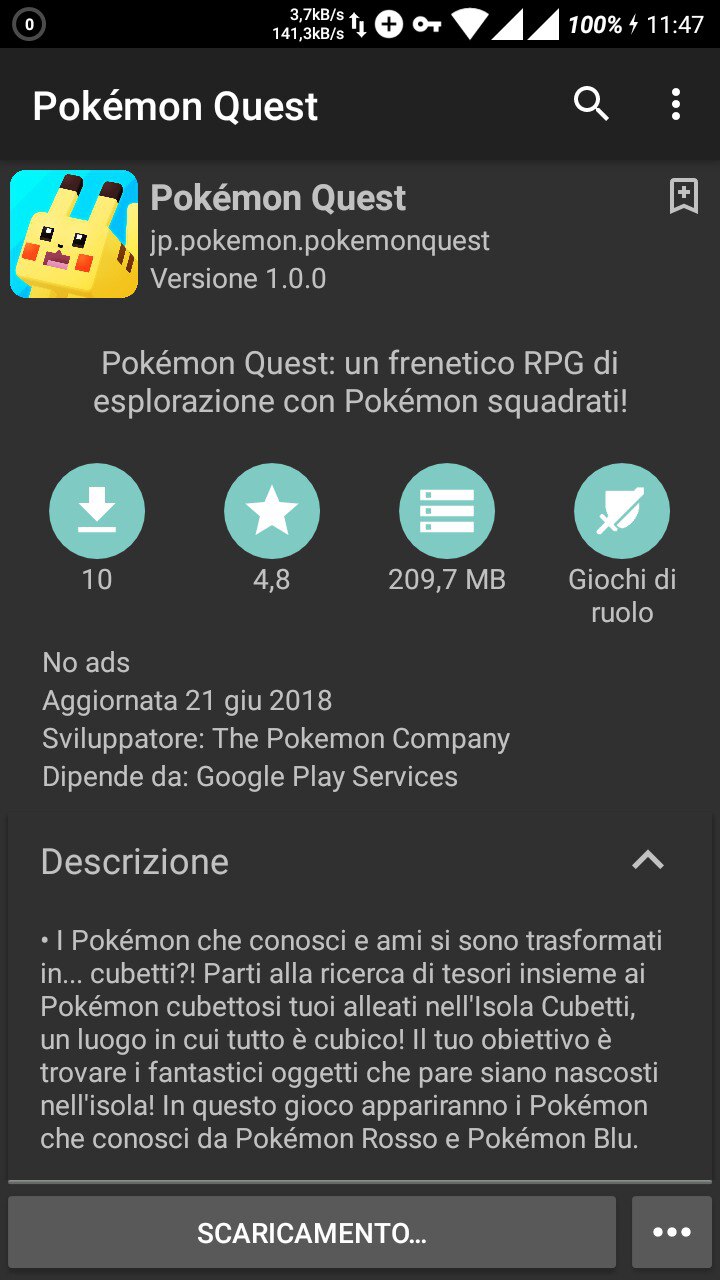 0
3,7kB/s
141,3kB/s
100% 11:47
Pokémon Quest
Pokémon Quest
jp.pokemon.pokemonquest
Versione 1.0.0
Pokémon Quest: un frenetico RPG di
esplorazione con Pokémon squadrati!
10
4,8
209,7 MB
Giochi di
ruolo
No ads
Aggiornata 21 giu 2018
Sviluppatore: The Pokemon Company
Dipende da: Google Play Services
Descrizione
• I Pokémon che conosci e ami si sono trasformati
in... cubetti?! Parti alla ricerca di tesori insieme ai
Pokémon cubettosi tuoi alleati nell'Isola Cubetti,
un luogo in cui tutto è cubico! Il tuo obiettivo è
trovare i fantastici oggetti che pare siano nascosti
nell'isola! In questo gioco appariranno i Pokémon
che conosci da Pokémon Rosso e Pokémon Blu.
SCARICAMENTO…